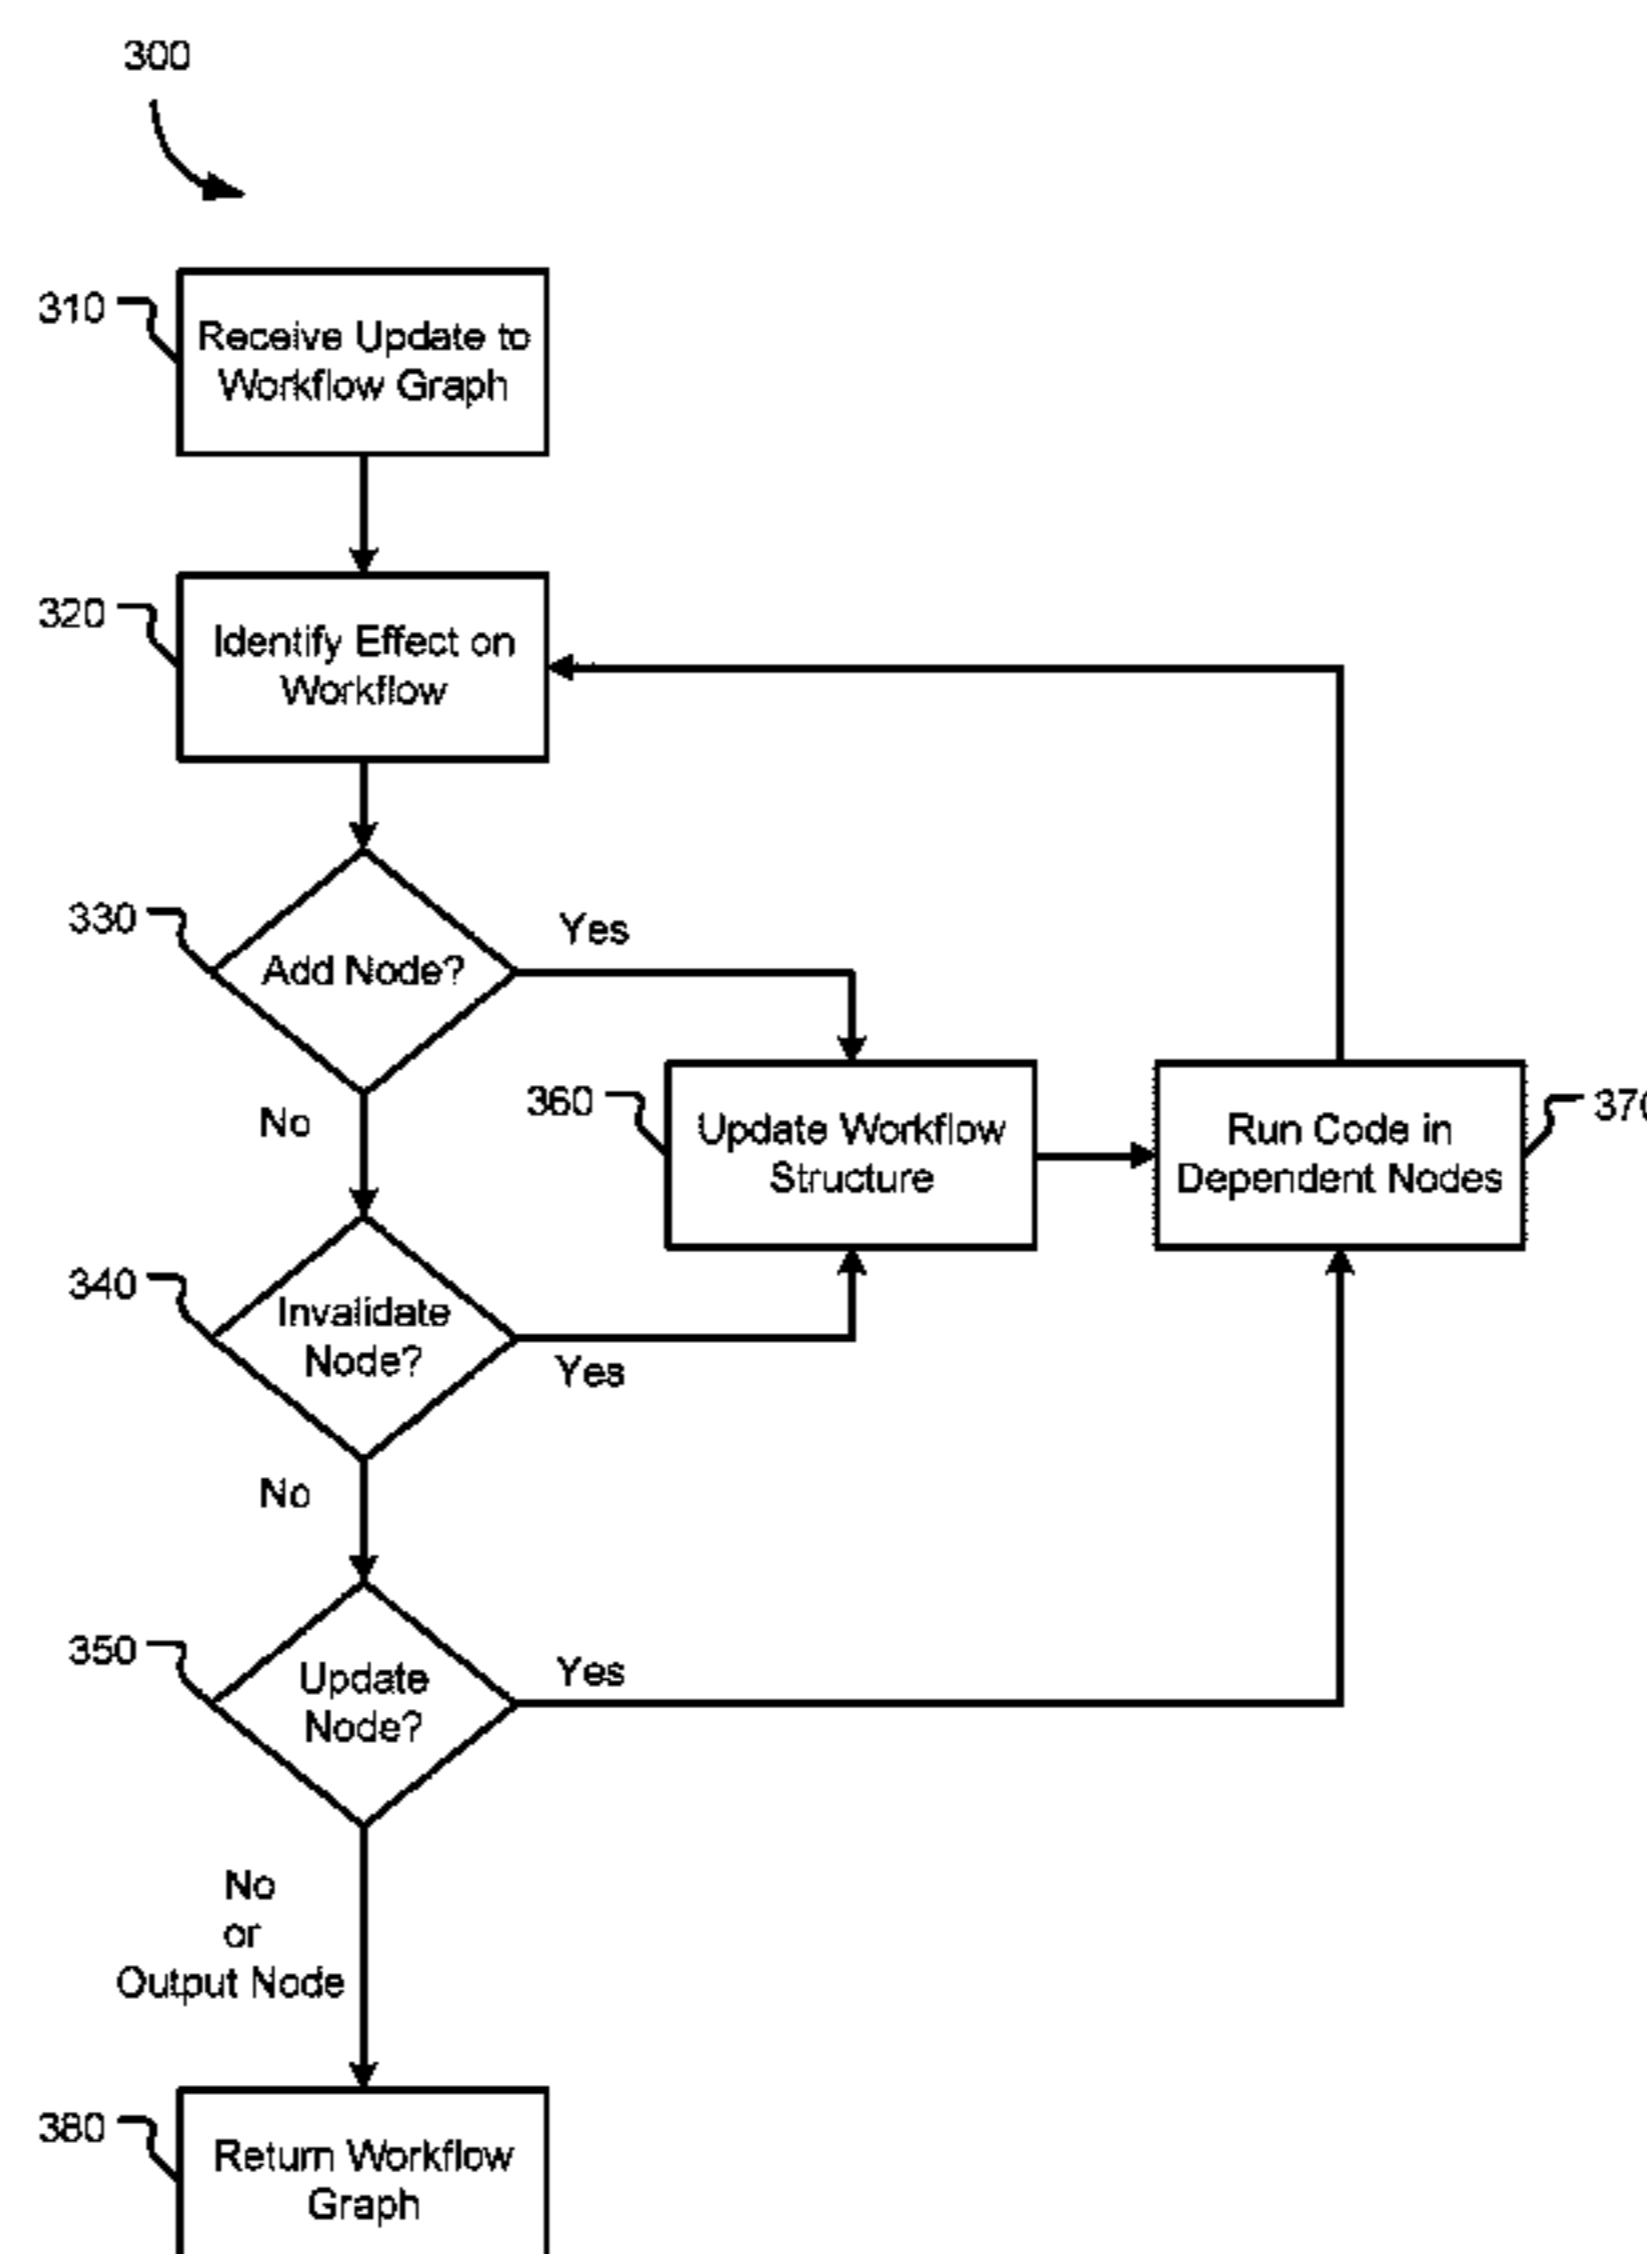 300
310
Receive Update to
Workflow Graph
320
Identify Effect on
Workflow
330
Add Node?
Yes
No
360
Update Workflow
Structure
Run Code in
Dependent Nodes
370
340
Invalidate
Node?
Yes
No
350
Update
Node?
Yes
No
or
Output Node
380
Return Workflow
Graph